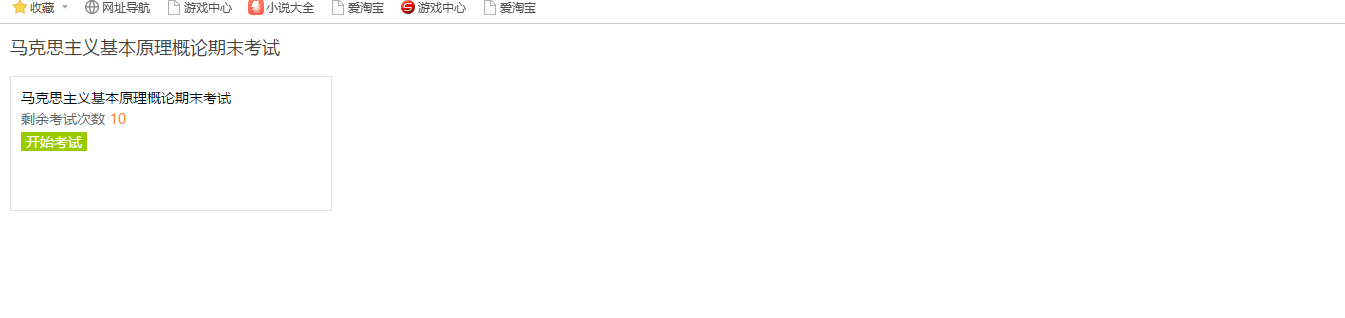 收藏 网址导航 游戏中心 小说大全 爱淘宝 游戏中心 爱淘宝
马克思主义基本原理概论期末考试
马克思主义基本原理概论期末考试
剩余考试次数 10
开始考试